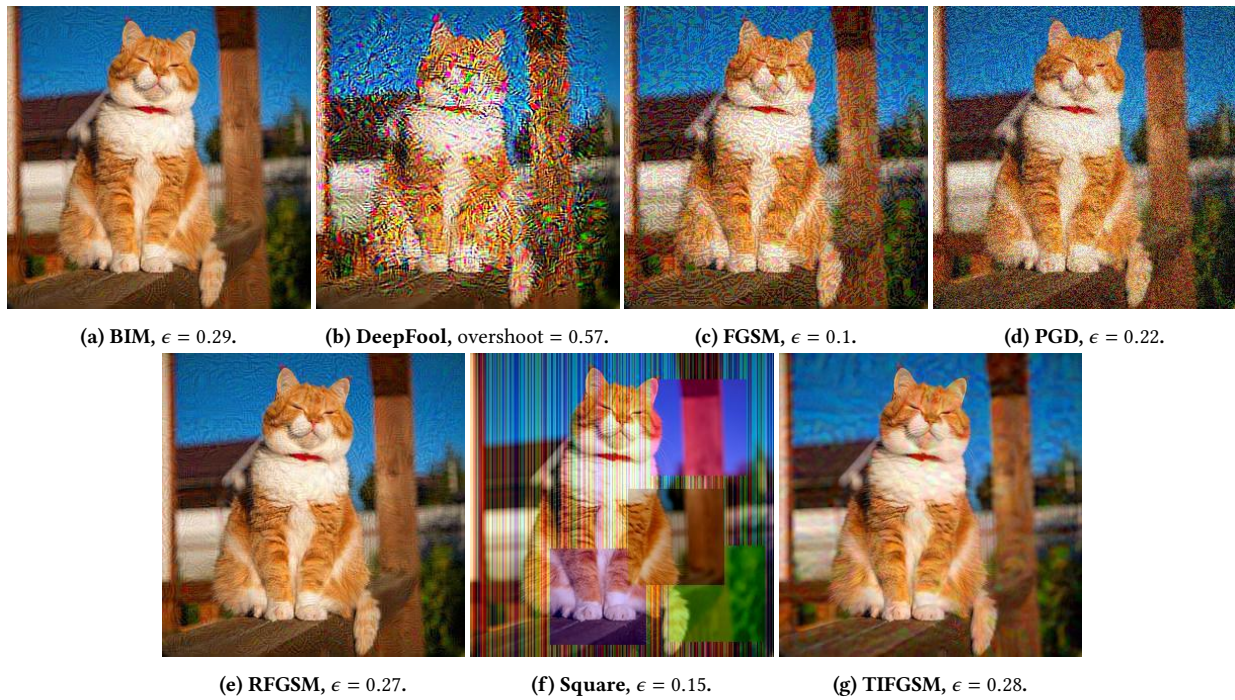 (a) BIM, ϵ = 0.29.
(b) DeepFool, overshoot = 0.57.
(c) FGSM, ϵ = 0.1.
(d) PGD, ϵ = 0.22.
(e) RFGSM, ϵ = 0.27.
(f) Square, ϵ = 0.15.
(g) TIFGSM, ϵ = 0.28.